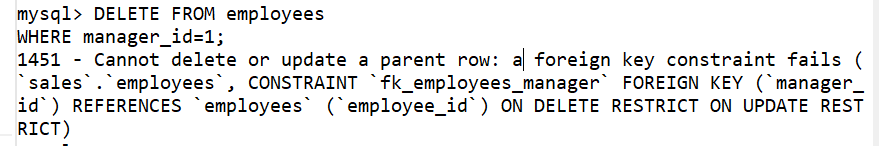 mysql> DELETE FROM employees
WHERE manager_id=1;
1451 - Cannot delete or update a parent row: a foreign key constraint fails (
`sales`.`employees`, CONSTRAINT `fk_employees_manager` FOREIGN KEY (`manager_
id`) REFERENCES `employees` (`employee_id`) ON DELETE RESTRICT ON UPDATE REST
RICT)